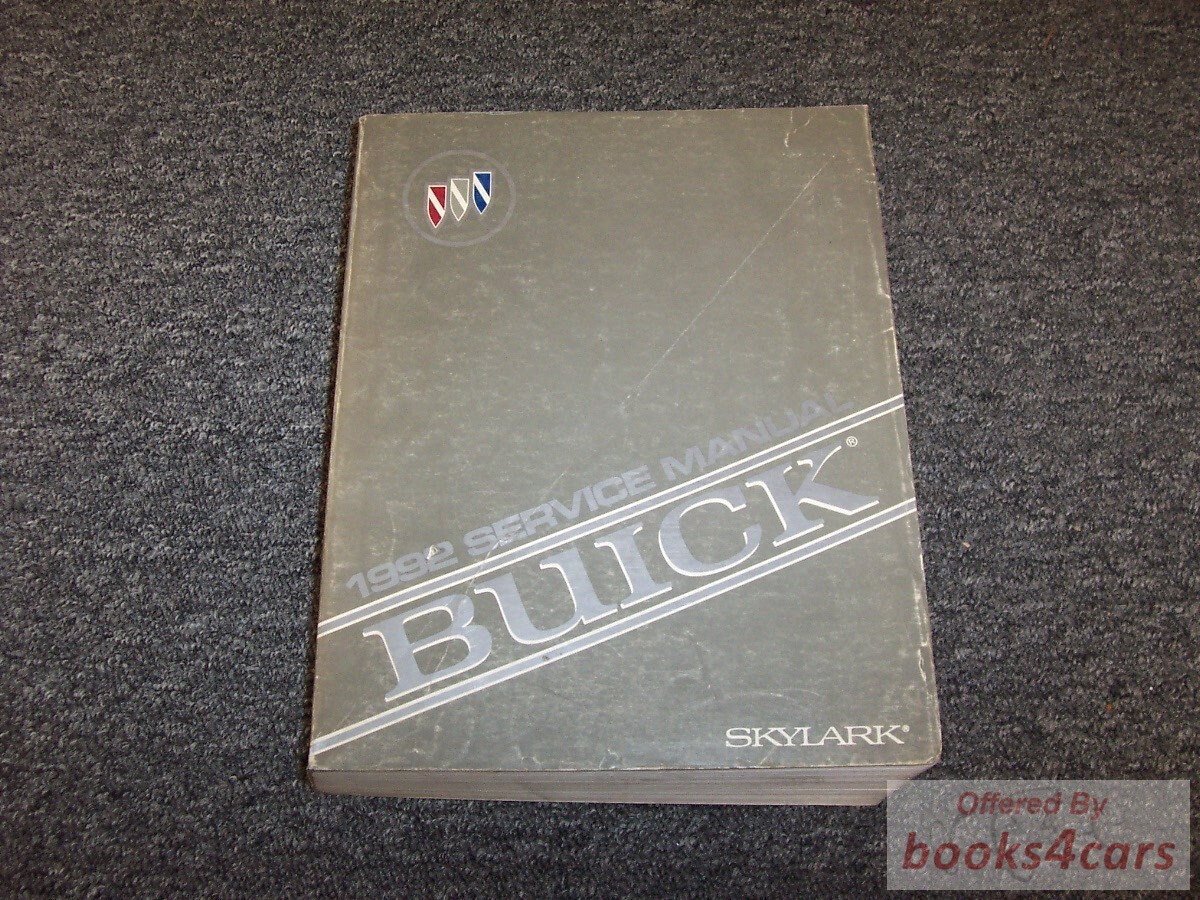 1992 SERVICE MANUAL
BUICK®
SKYLARK®
Offered By
books4cars